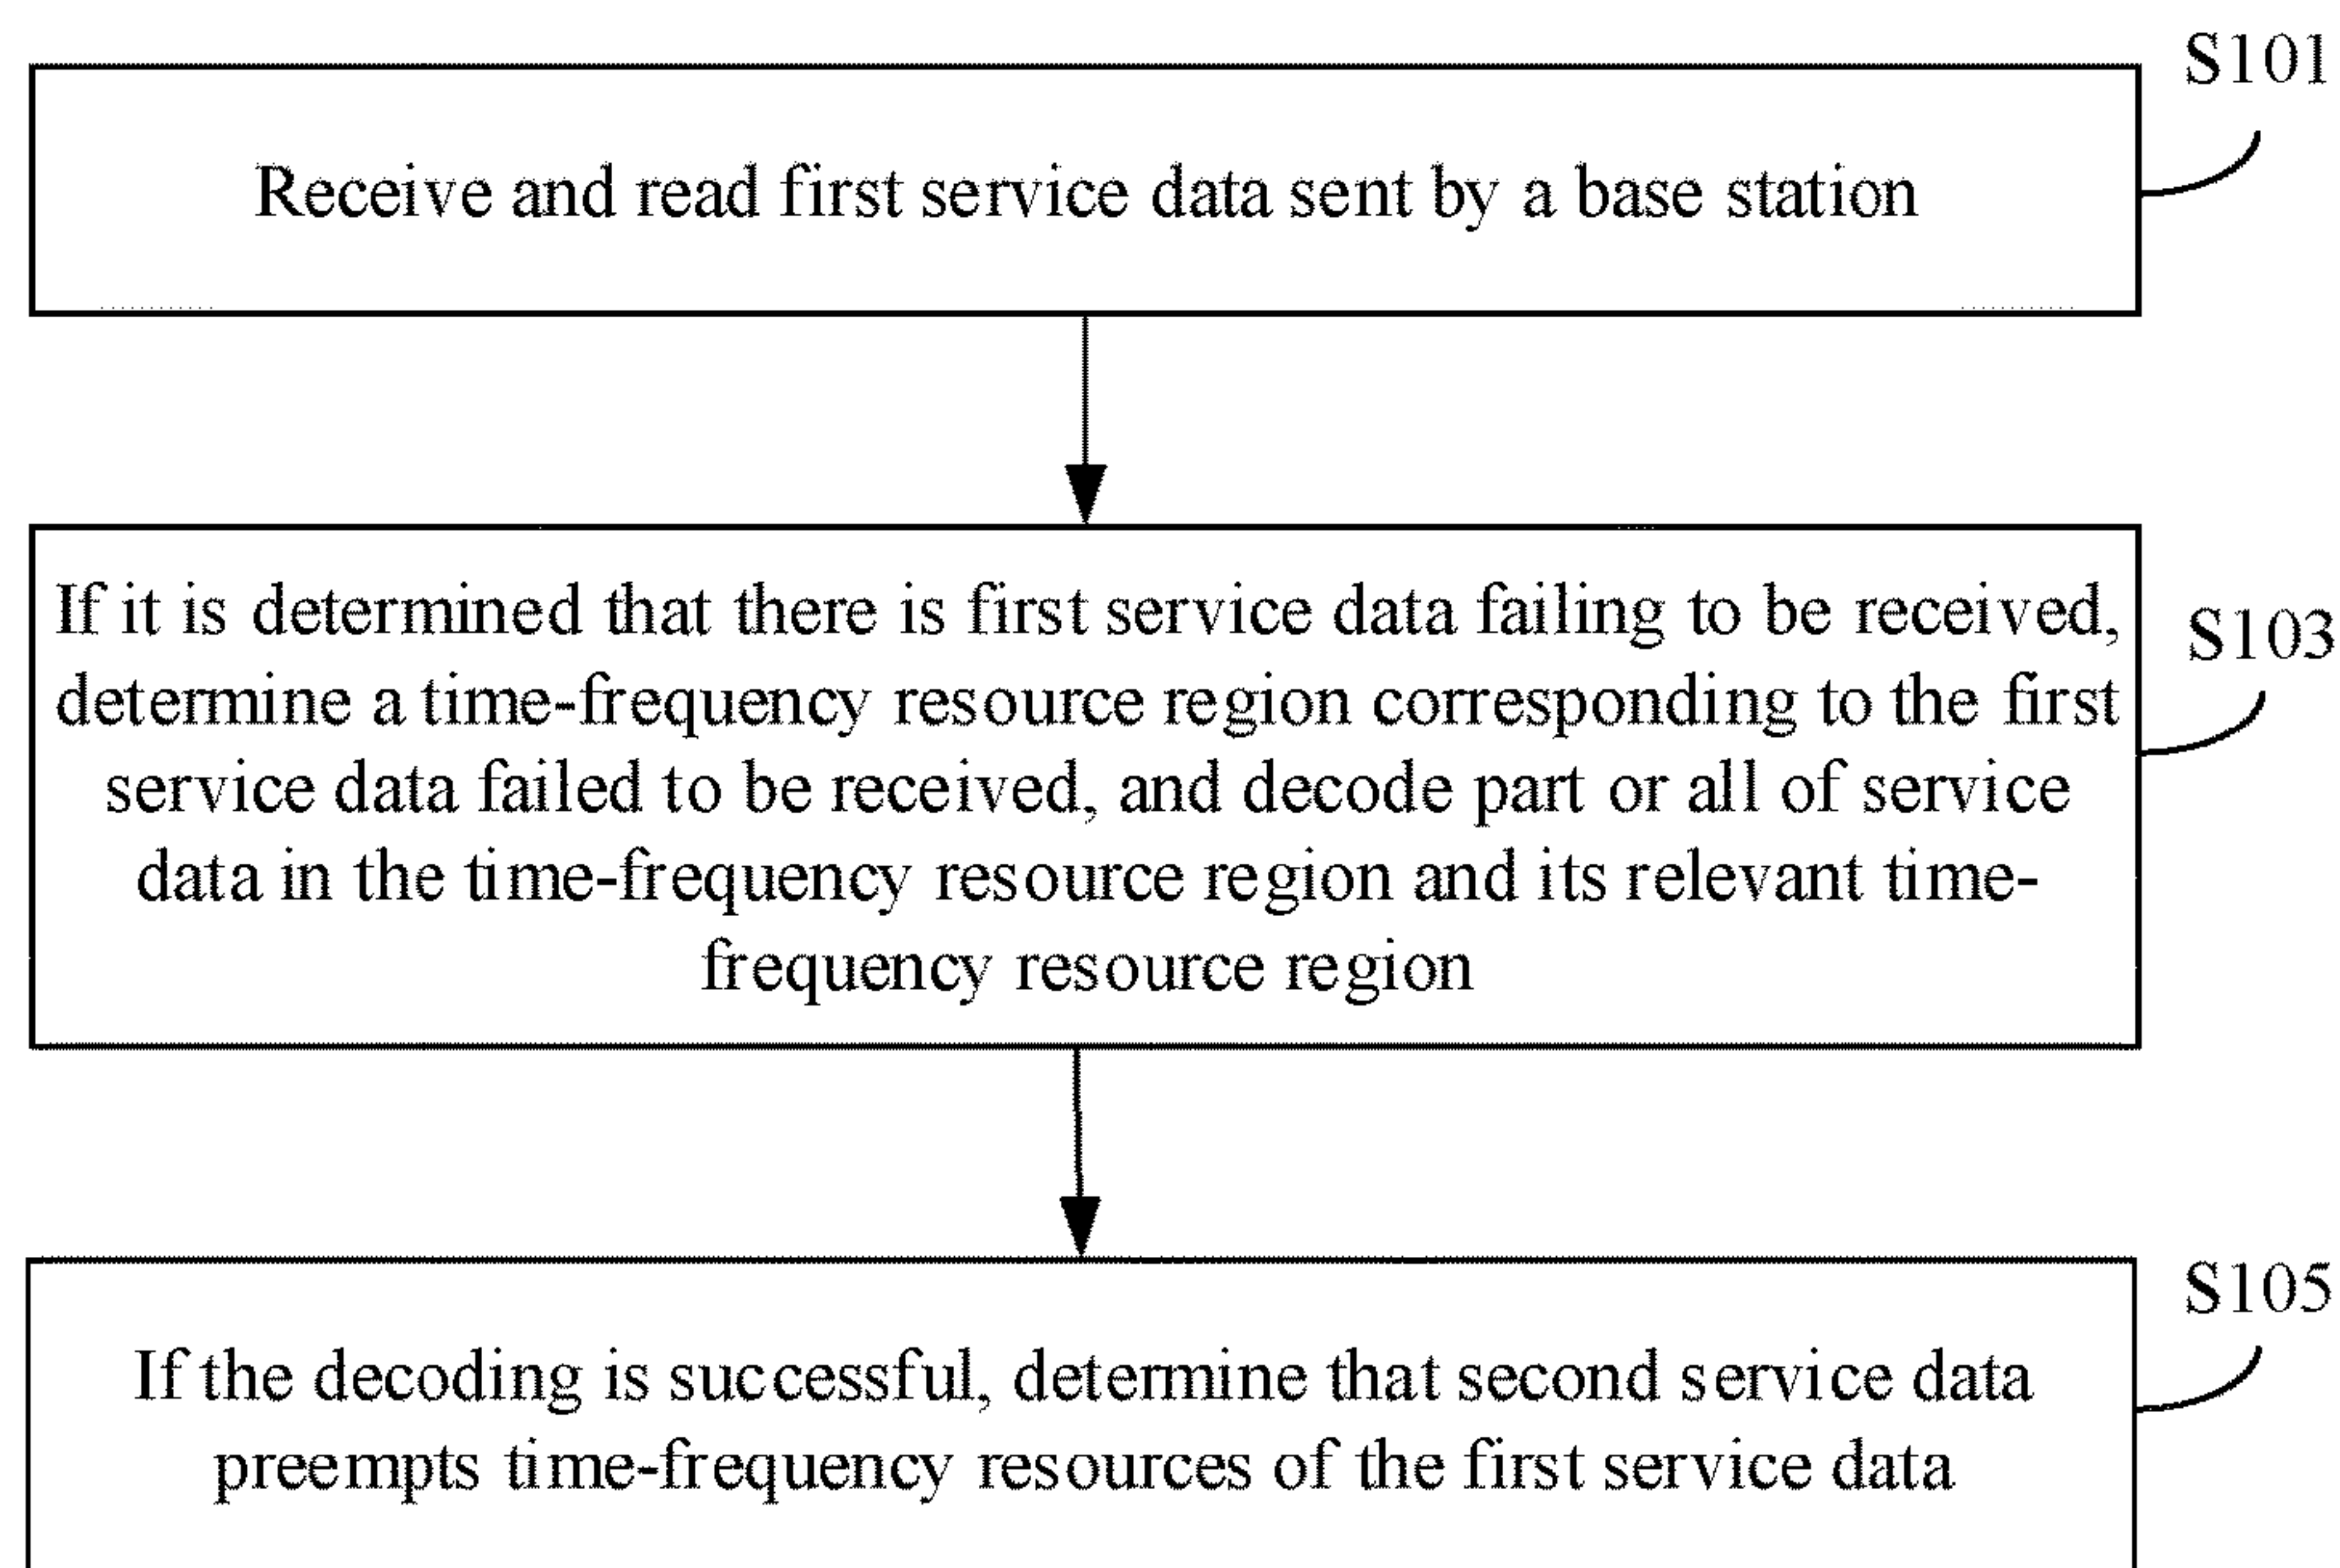 S101
Receive and read first service data sent by a base station
If it is determined that there is first service data failing to be received,
determine a time-frequency resource region corresponding to the first
service data failed to be received, and decode part or all of service
data in the time-frequency resource region and its relevant time-
frequency resource region
S103
S105
If the decoding is successful, determine that second service data
preempts time-frequency resources of the first service data